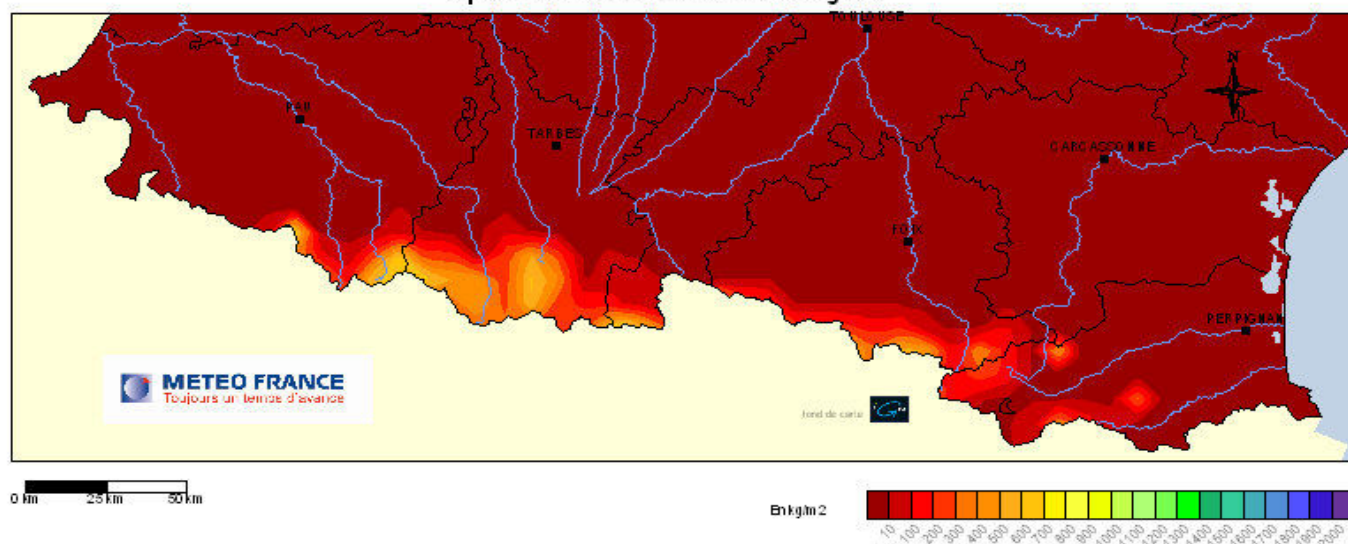 TOULOUSE
N
PAU
TARBES
CARCASSONNE
FOIX
PERPIGNAN
METEO FRANCE
Toujours un temps d'avance
fond de carte
0 km 25 km 50 km
En kg/m2
10 100 200 300 400 500 600 700 800 900 1000 1100 1200 1300 1400 1500 1600 1700 1800 1900 2000